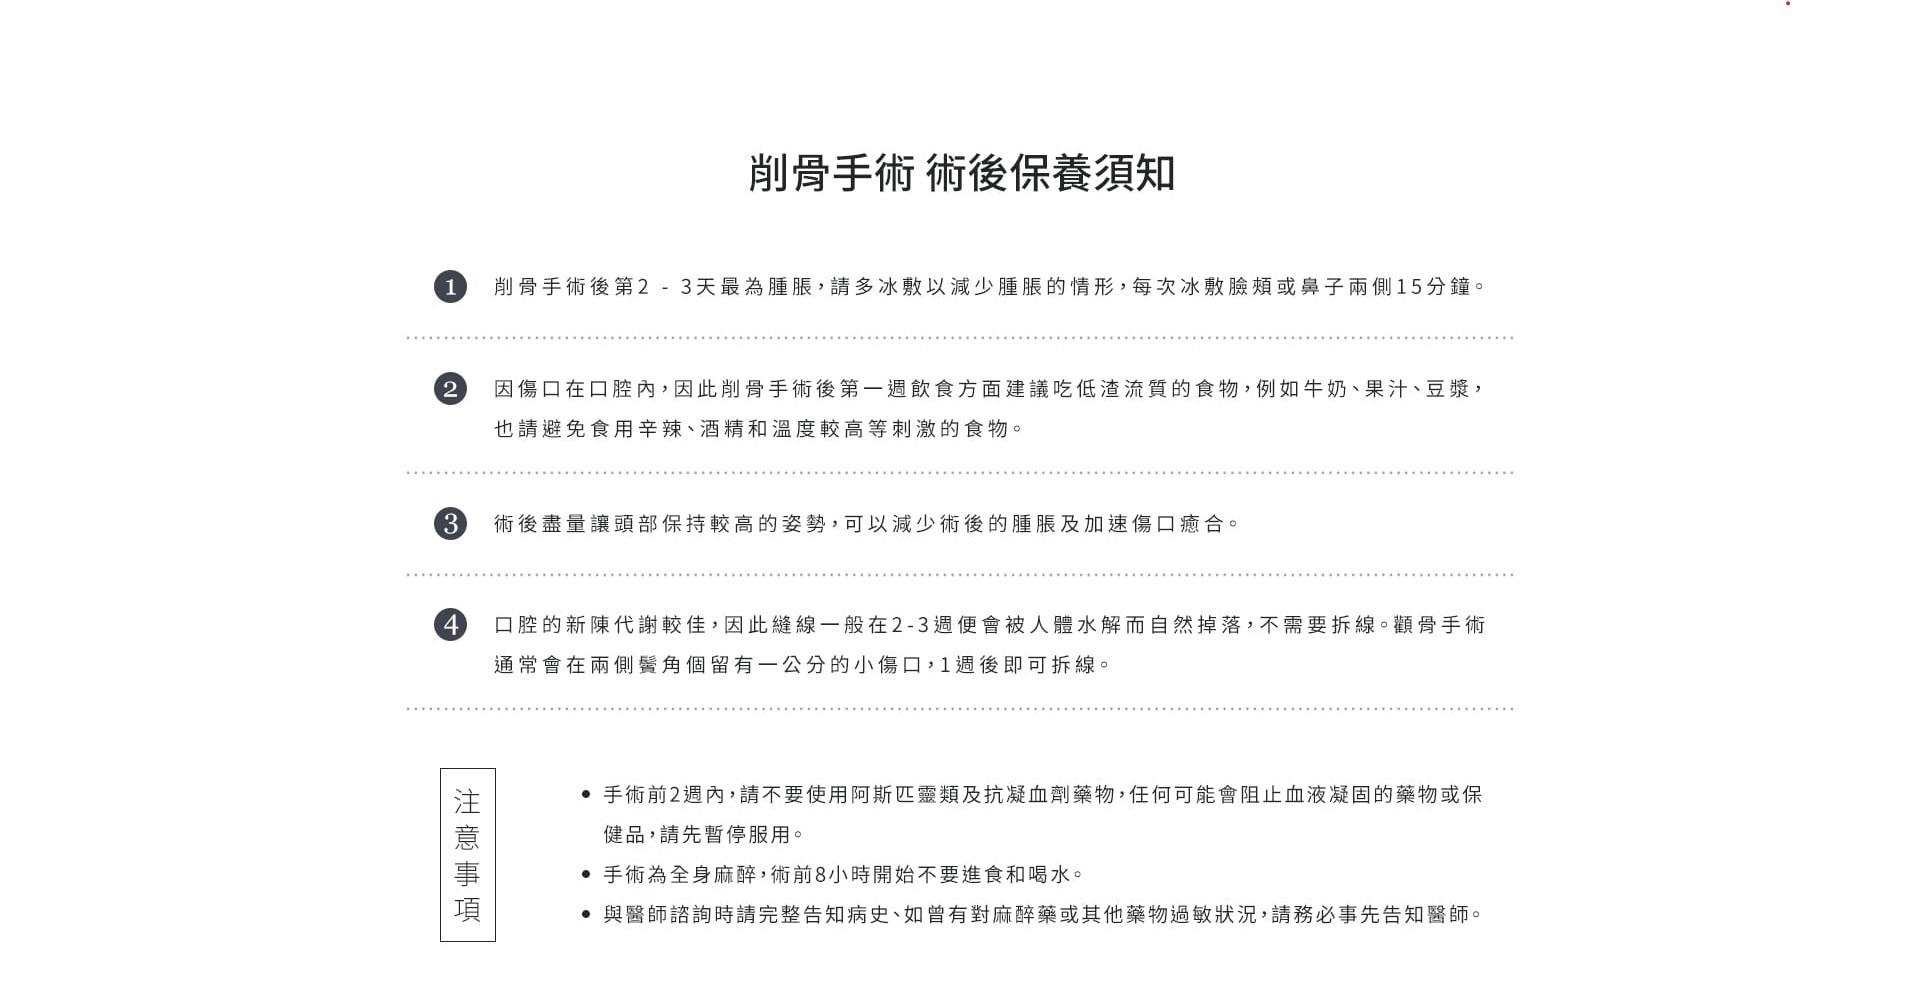 削骨手術 術後保養須知
1 削骨手術後第2 - 3天最為腫脹，請多冰敷以減少腫脹的情形，每次冰敷臉頰或鼻子兩側15分鐘。
2 因傷口在口腔內，因此削骨手術後第一週飲食方面建議吃低渣流質的食物，例如牛奶、果汁、豆漿，
也請避免食用辛辣、酒精和溫度較高等刺激的食物。
3 術後盡量讓頭部保持較高的姿勢，可以減少術後的腫脹及加速傷口癒合。
4 口腔的新陳代謝較佳，因此縫線一般在2-3週便會被人體水解而自然掉落，不需要拆線。顴骨手術
通常會在兩側鬢角個留有一公分的小傷口，1週後即可拆線。
注意事項
• 手術前2週內，請不要使用阿斯匹靈類及抗凝血劑藥物，任何可能會阻止血液凝固的藥物或保
健品，請先暫停服用。
• 手術為全身麻醉，術前8小時開始不要進食和喝水。
• 與醫師諮詢時請完整告知病史、如曾有對麻醉藥或其他藥物過敏狀況，請務必事先告知醫師。